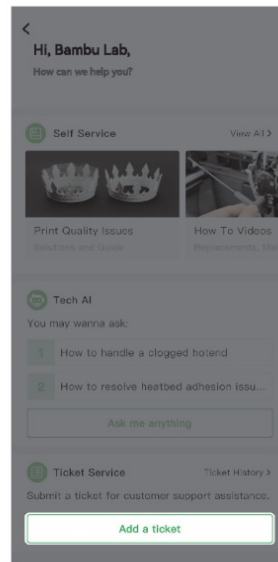 Hi, Bambu Lab,
How can we help you?
Self Service
View All >
Print Quality Issues
How To Videos
Solutions and Guide
Replacements, Ma
Tech AI
You may wanna ask:
1 How to handle a clogged hotend
2 How to resolve heatbed adhesion issu...
Ask me anything
Ticket Service
Ticket History >
Submit a ticket for customer support assistance.
Add a ticket